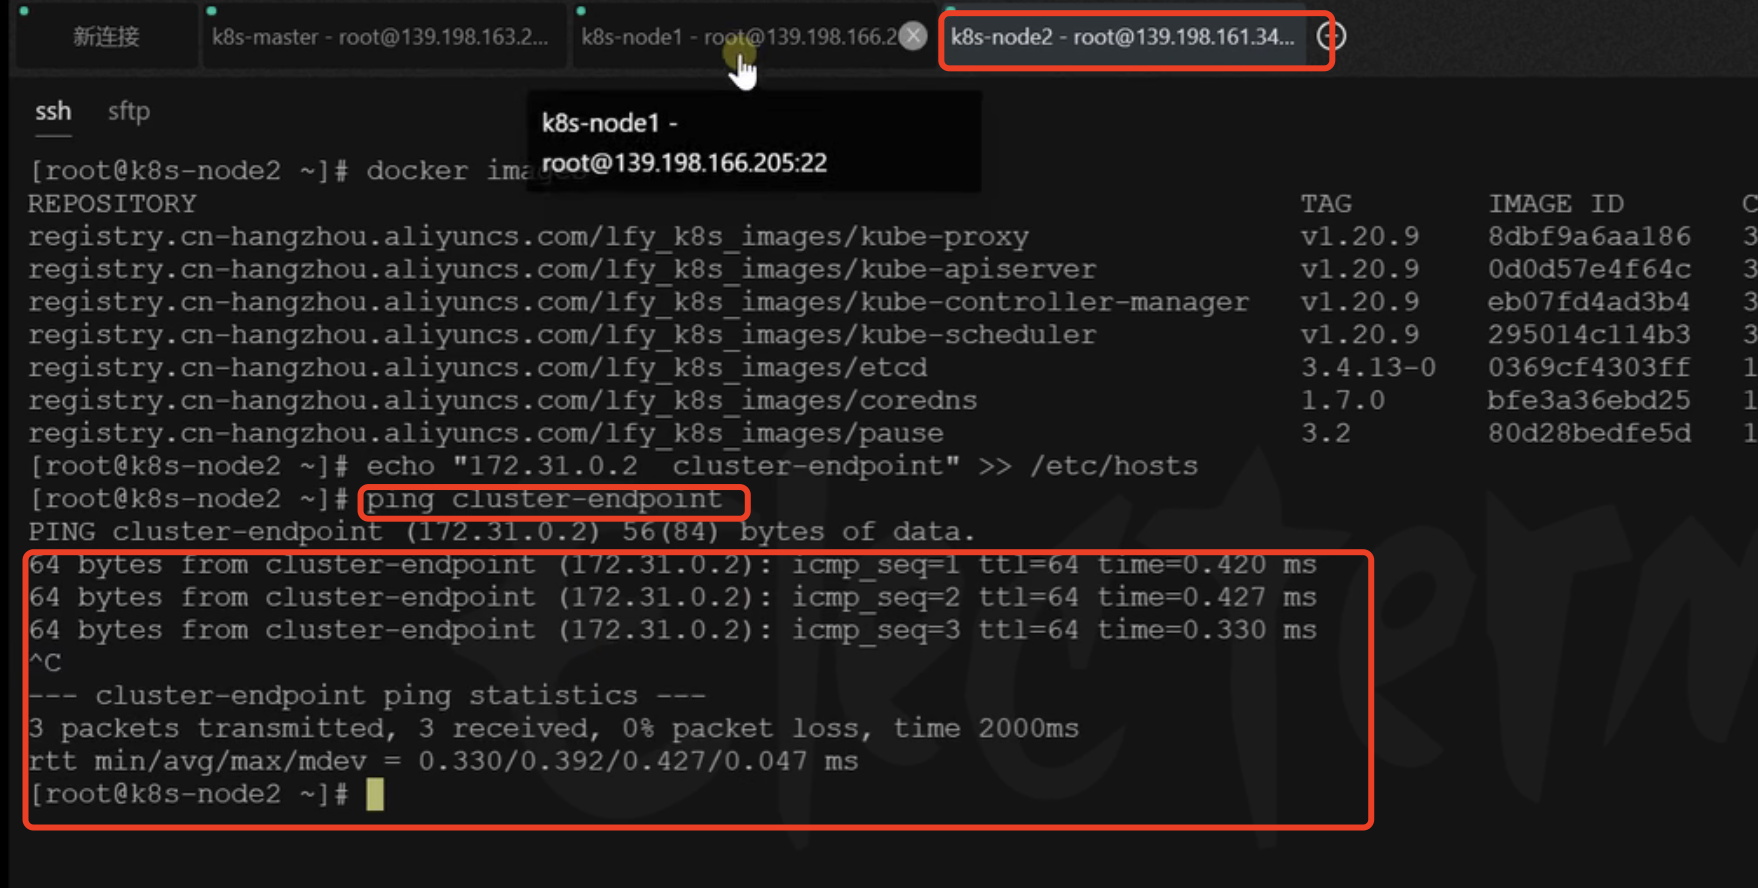 新连接
k8s-master - root@139.198.163.2...
k8s-node1 - root@139.198.166.2
k8s-node2 - root@139.198.161.34...
ssh
sftp
k8s-node1 -
root@139.198.166.205:22
[root@k8s-node2 ~]# docker images
REPOSITORY TAG IMAGE ID C
registry.cn-hangzhou.aliyuncs.com/lfy_k8s_images/kube-proxy v1.20.9 8dbf9a6aa186 3
registry.cn-hangzhou.aliyuncs.com/lfy_k8s_images/kube-apiserver v1.20.9 0d0d57e4f64c 3
registry.cn-hangzhou.aliyuncs.com/lfy_k8s_images/kube-controller-manager v1.20.9 eb07fd4ad3b4 3
registry.cn-hangzhou.aliyuncs.com/lfy_k8s_images/kube-scheduler v1.20.9 295014c114b3 3
registry.cn-hangzhou.aliyuncs.com/lfy_k8s_images/etcd 3.4.13-0 0369cf4303ff 1
registry.cn-hangzhou.aliyuncs.com/lfy_k8s_images/coredns 1.7.0 bfe3a36ebd25 1
registry.cn-hangzhou.aliyuncs.com/lfy_k8s_images/pause 3.2 80d28bedfe5d 1
[root@k8s-node2 ~]# echo "172.31.0.2  cluster-endpoint" >> /etc/hosts
[root@k8s-node2 ~]# ping cluster-endpoint
PING cluster-endpoint (172.31.0.2) 56(84) bytes of data.
64 bytes from cluster-endpoint (172.31.0.2): icmp_seq=1 ttl=64 time=0.420 ms
64 bytes from cluster-endpoint (172.31.0.2): icmp_seq=2 ttl=64 time=0.427 ms
64 bytes from cluster-endpoint (172.31.0.2): icmp_seq=3 ttl=64 time=0.330 ms
^C
--- cluster-endpoint ping statistics ---
3 packets transmitted, 3 received, 0% packet loss, time 2000ms
rtt min/avg/max/mdev = 0.330/0.392/0.427/0.047 ms
[root@k8s-node2 ~]#
electerm